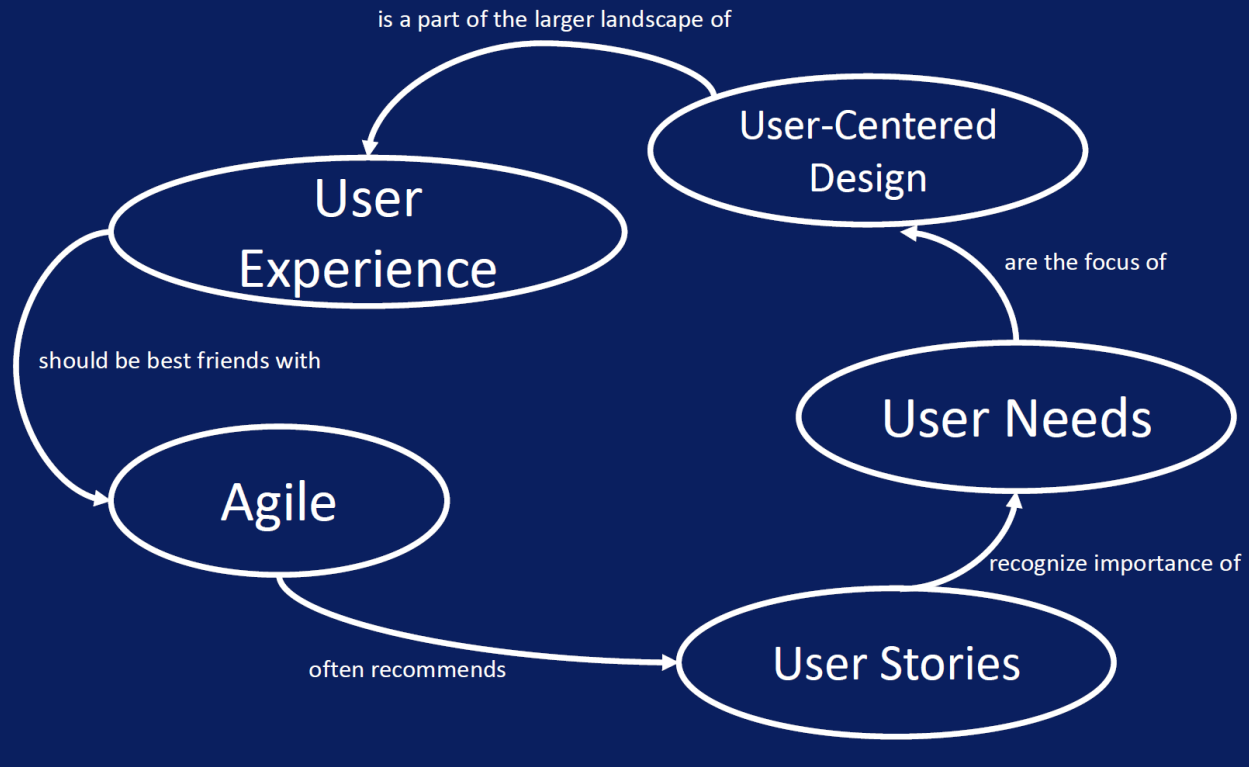 is a part of the larger landscape of
User-Centered
Design
User
Experience
are the focus of
should be best friends with
User Needs
Agile
recognize importance of
User Stories
often recommends